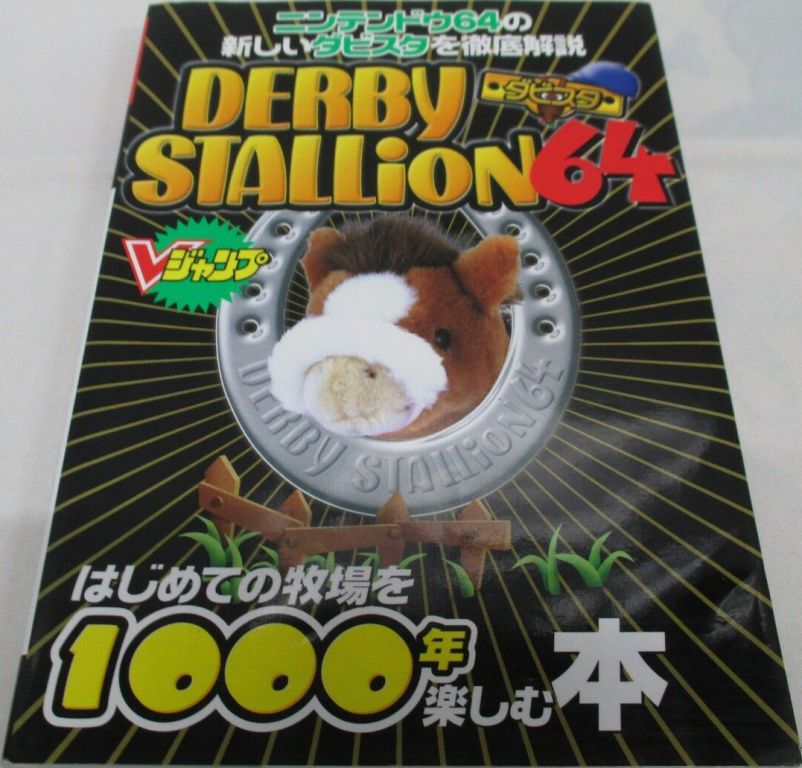 ニンテンドウ64の
新しいダビスタを徹底解説
DERBY
ダビスタ
STALLiON64
Vジャンプ
DERBY STALLiON64
はじめての牧場を
1000年
楽しむ本